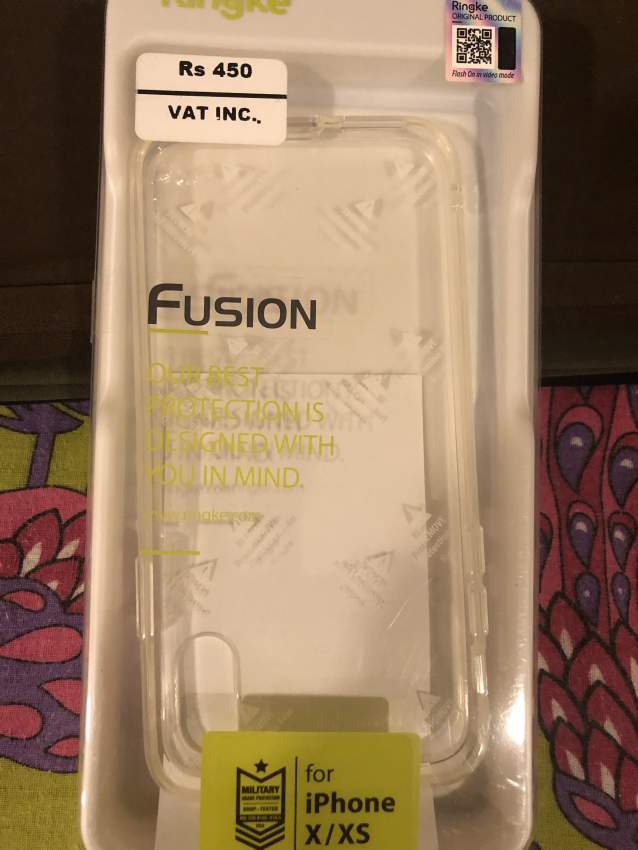 Ringke
Ringke
ORIGINAL PRODUCT
Flash On in video mode
Rs 450
VAT INC.,
FUSION
OUR BEST
PROTECTION IS
DESIGNED WITH
YOU IN MIND.
MILITARY
for
iPhone
X/XS